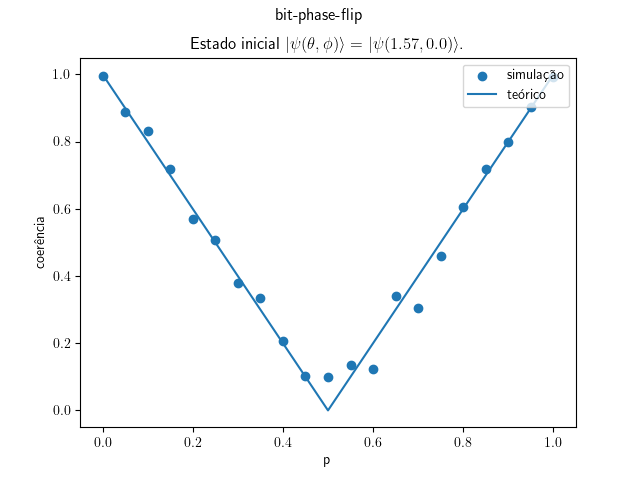 bit-phase-flip
Estado inicial |ψ(θ, ϕ)⟩ = |ψ(1.57, 0.0)⟩.
simulação
teórico
coerência
1.0
0.8
0.6
0.4
0.2
0.0
0.0 0.2 0.4 0.6 0.8 1.0
p